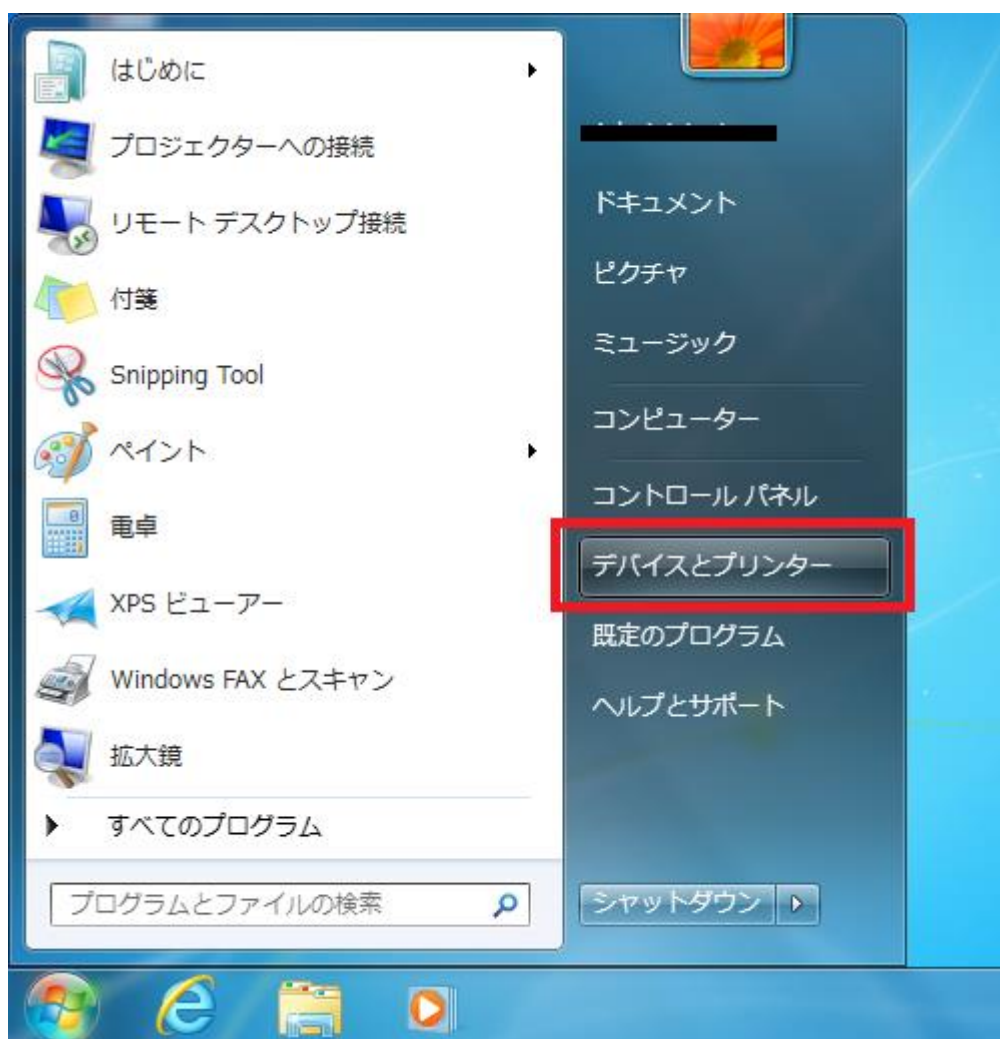 はじめに
プロジェクターへの接続
リモート デスクトップ接続
付箋
Snipping Tool
ペイント
電卓
XPS ビューアー
Windows FAX とスキャン
拡大鏡
すべてのプログラム
プログラムとファイルの検索
ドキュメント
ピクチャ
ミュージック
コンピューター
コントロール パネル
デバイスとプリンター
既定のプログラム
ヘルプとサポート
シャットダウン